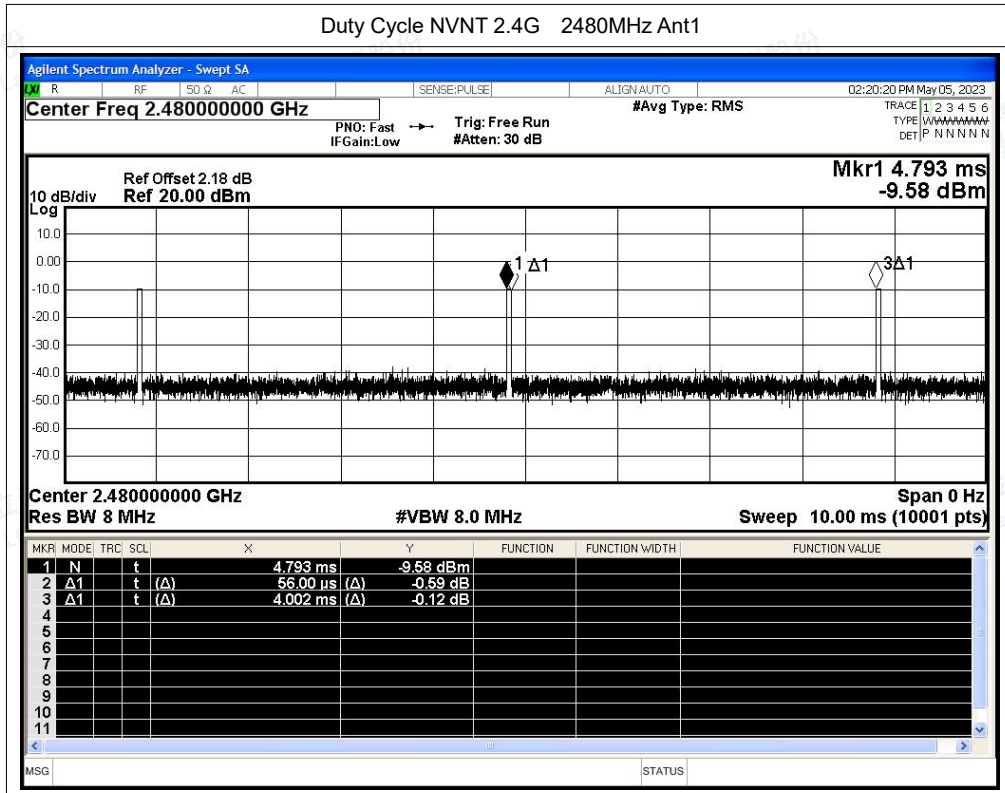 Duty Cycle NVNT 2.4G 2480MHz Ant1
Agilent Spectrum Analyzer - Swept SA
LXI R RF 50 Ω AC SENSE:PULSE ALIGN AUTO 02:20:20 PM May 05, 2023
Center Freq 2.480000000 GHz #Avg Type: RMS TRACE 1 2 3 4 5 6
PNO: Fast Trig: Free Run TYPE WWWWWW
IFGain:Low #Atten: 30 dB DET P N N N N N
Mkr1 4.793 ms
Ref Offset 2.18 dB
10 dB/div Ref 20.00 dBm -9.58 dBm
Log
10.0
0.00 1 Δ1 3Δ1
-10.0
-20.0
-30.0
-40.0
-50.0
-60.0
-70.0
Center 2.480000000 GHz Span 0 Hz
Res BW 8 MHz #VBW 8.0 MHz Sweep 10.00 ms (10001 pts)
MKR MODE TRC SCL X Y FUNCTION FUNCTION WIDTH FUNCTION VALUE
1 N t 4.793 ms -9.58 dBm
2 Δ1 t (Δ) 56.00 µs (Δ) -0.59 dB
3 Δ1 t (Δ) 4.002 ms (Δ) -0.12 dB
4
5
6
7
8
9
10
11
MSG STATUS